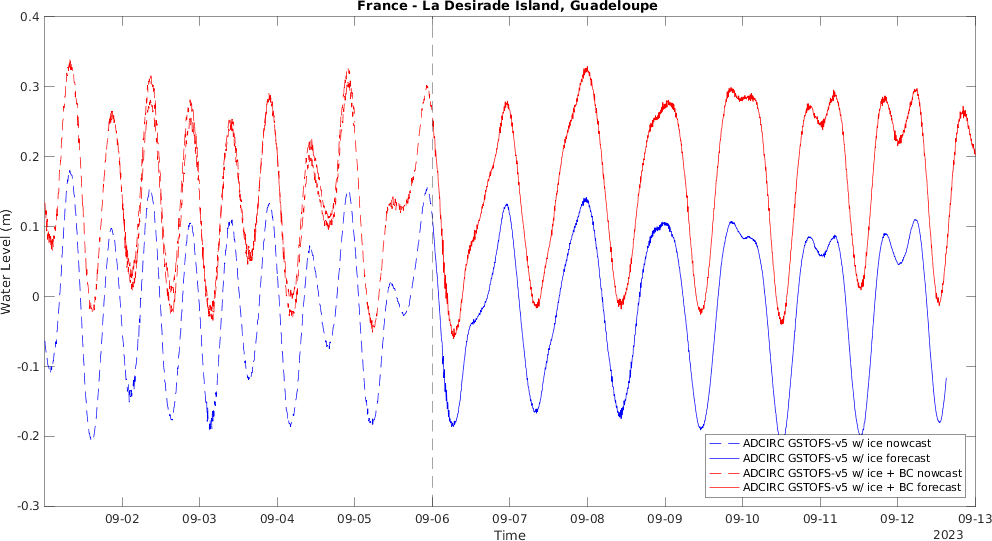 France - La Desirade Island, Guadeloupe
Water Level (m)
0.4
0.3
0.2
0.1
0
-0.1
-0.2
-0.3
ADCIRC GSTOFS-v5 w/ ice nowcast
ADCIRC GSTOFS-v5 w/ ice forecast
ADCIRC GSTOFS-v5 w/ ice + BC nowcast
ADCIRC GSTOFS-v5 w/ ice + BC forecast
09-02 09-03 09-04 09-05 09-06 09-07 09-08 09-09 09-10 09-11 09-12 09-13
Time
2023